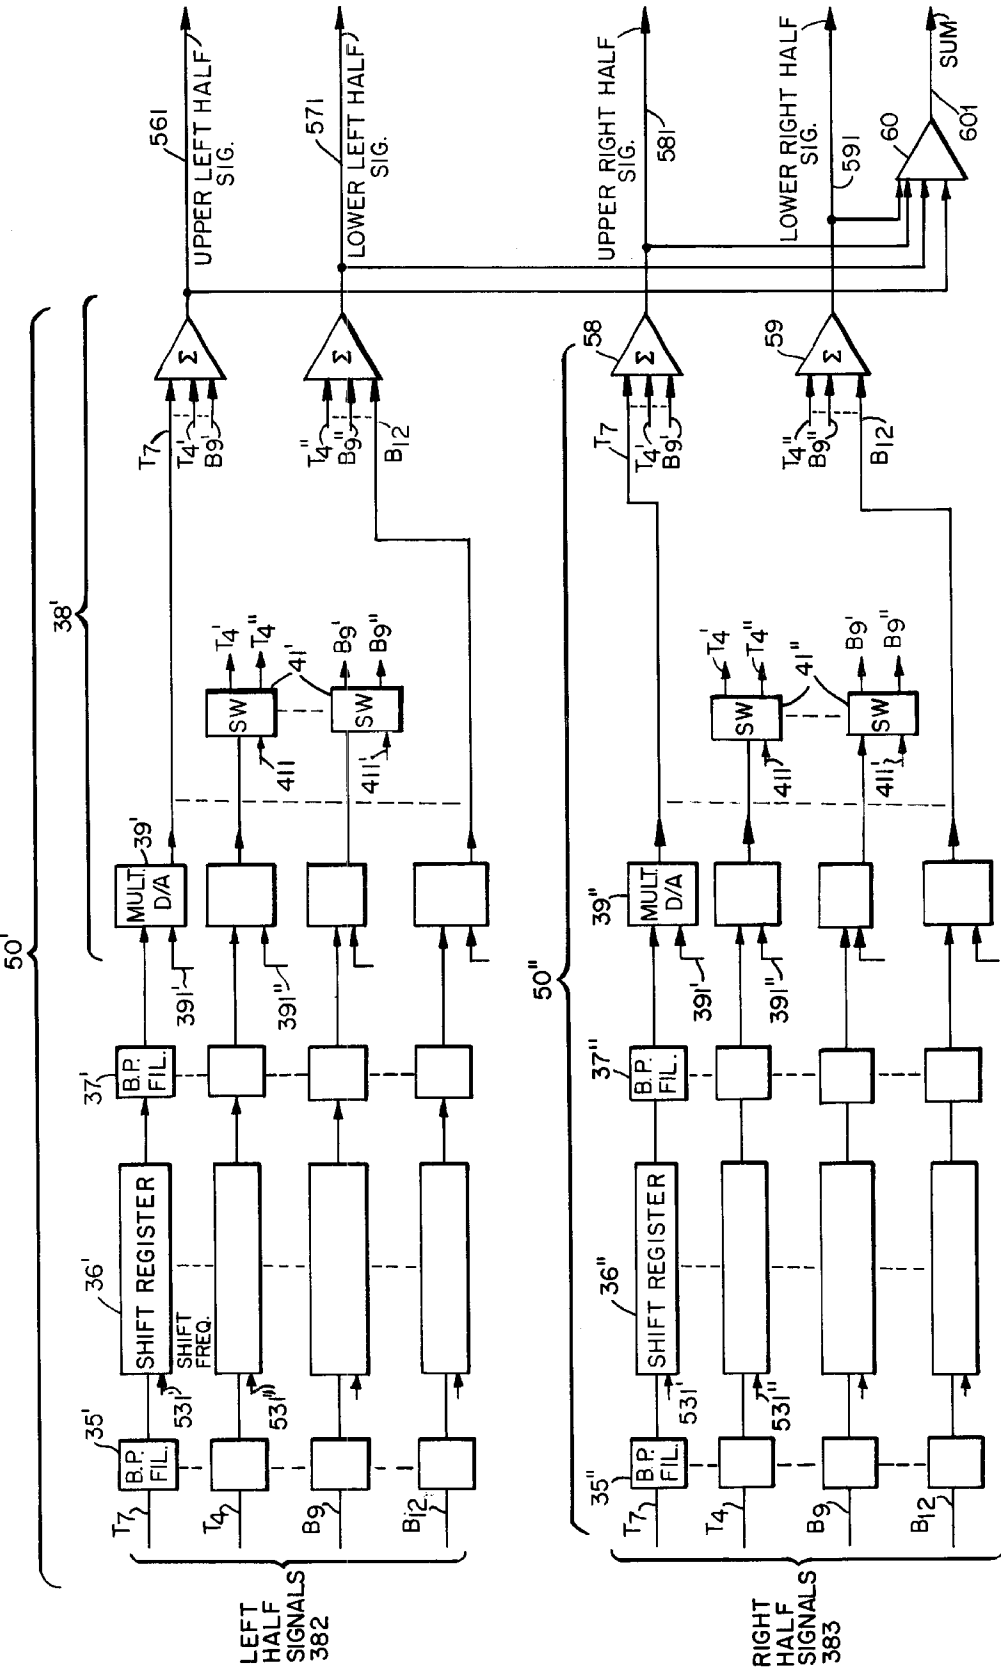 50'
38'
LEFT
HALF
SIGNALS
382
T7
T4
B9
B12
35'
B.P.
FIL.
531'
531"
36'
SHIFT REGISTER
SHIFT
FREQ.
37'
B.P.
FIL.
391'
391"
MULT.
D/A
39'
411
411'
SW
SW
41'
T4'
T4"
B9'
B9"
T7
T4'
B9'
Σ
T4"
B9"
B12
Σ
561
UPPER LEFT HALF
SIG.
571
LOWER LEFT HALF
SIG.
50"
RIGHT
HALF
SIGNALS
383
T7
T4
B9
B12
35"
B.P.
FIL.
531'
531"
36"
SHIFT REGISTER
37"
B.P.
FIL.
391'
391"
39"
MULT.
D/A
411
411'
SW
SW
41"
T4'
T4"
B9'
B9"
T7
T4'
B9'
58
Σ
T4"
B9"
B12
59
Σ
UPPER RIGHT HALF
SIG.
581
LOWER RIGHT HALF
SIG.
591
60
601
SUM